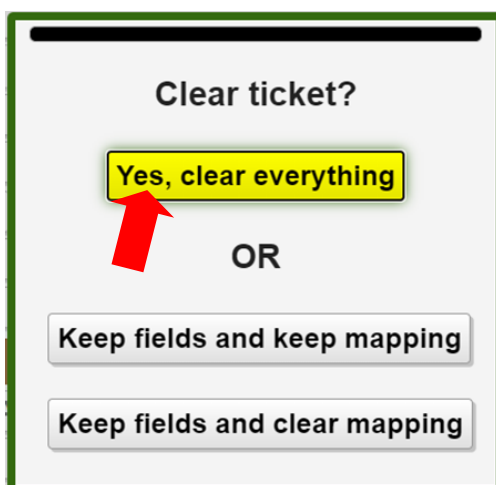 Clear ticket?
Yes, clear everything
OR
Keep fields and keep mapping
Keep fields and clear mapping